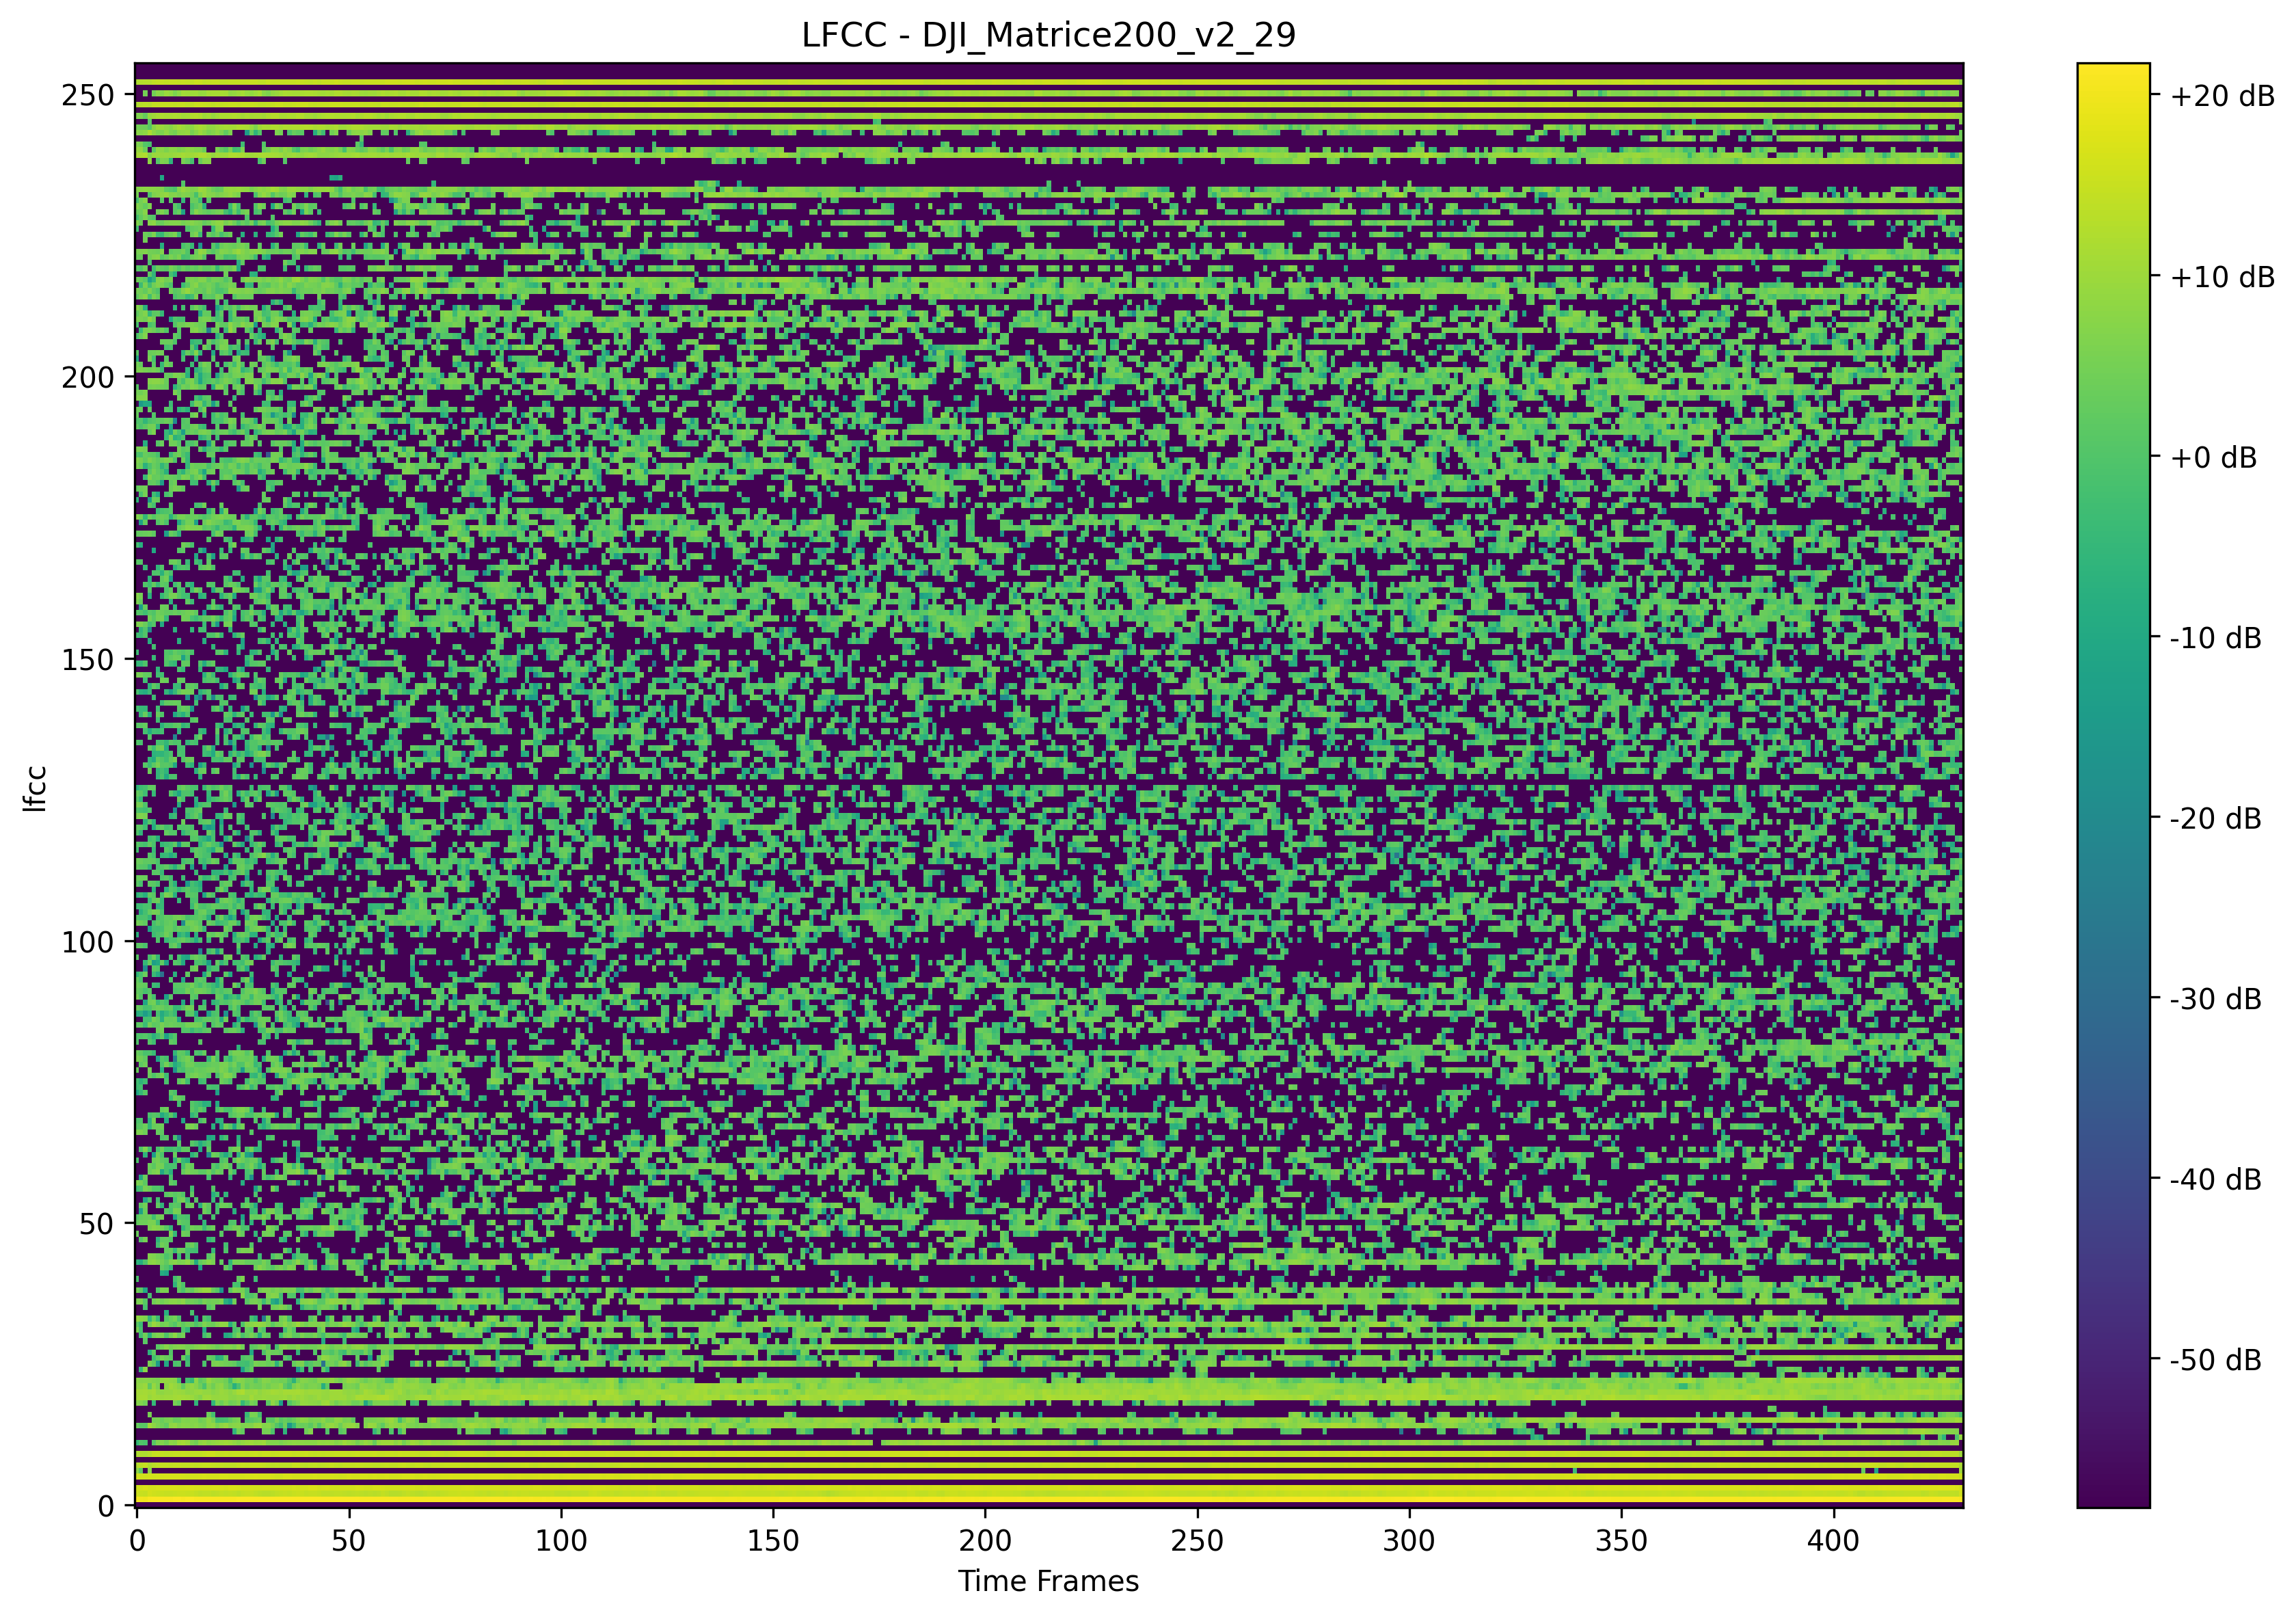 LFCC - DJI_Matrice200_v2_29
250
200
150
100
50
0
lfcc
0 50 100 150 200 250 300 350 400
Time Frames
+20 dB
+10 dB
+0 dB
-10 dB
-20 dB
-30 dB
-40 dB
-50 dB